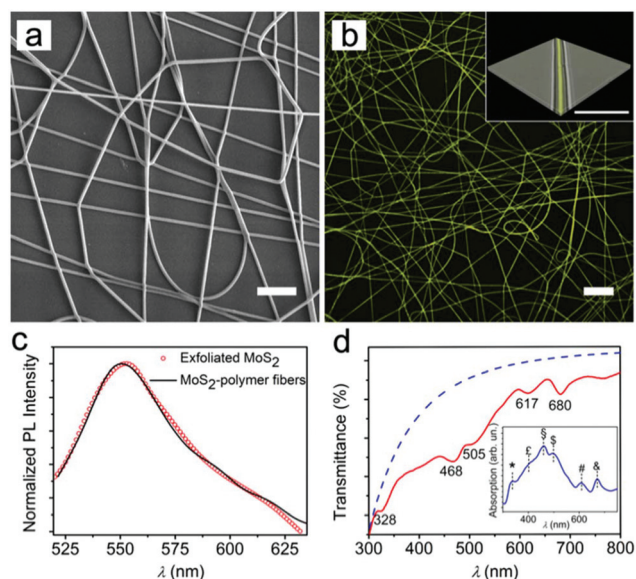 a
b
c
d
Exfoliated MoS2
MoS2-polymer fibers
Normalized PL Intensity
525 550 575 600 625
λ (nm)
Transmittance (%)
328
468
505
617
680
300 400 500 600 700 800
λ (nm)
Absorption (arb. un.)
* £ § $ # &
400 600
λ (nm)